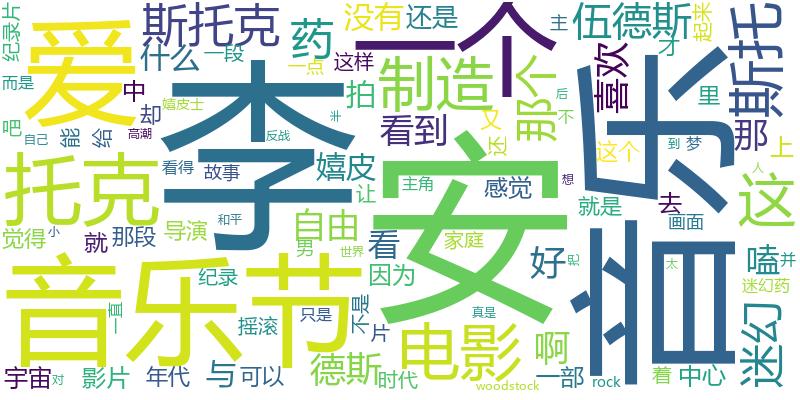 纪录片
爱
斯托克
药
没有
还是
一个
主
伍德斯
才
起来
斯托
而是
嬉皮士
什么
一段
一点
这样
制造
那个
喜欢
吧
中
却
李
拍
后
不
里
自己
能
给
高潮
反战
半
看到
又
还
这个
到
梦
那
上
托克
看得
故事
嬉皮
让
主角
安
感觉
想
乐
人
去
这
觉得
小
就
那段
导演
和平
自由
男
世界
看
家庭
就是
画面
音乐节
纪录
因为
把
好
音
太
嗑
并
一直
摇滚
只是
不是
片
真是
电影
啊
迷幻药
迷幻
宇宙
对
影片
年代
与
可以
德斯
时代
woodstock
一部
rock
着
中心